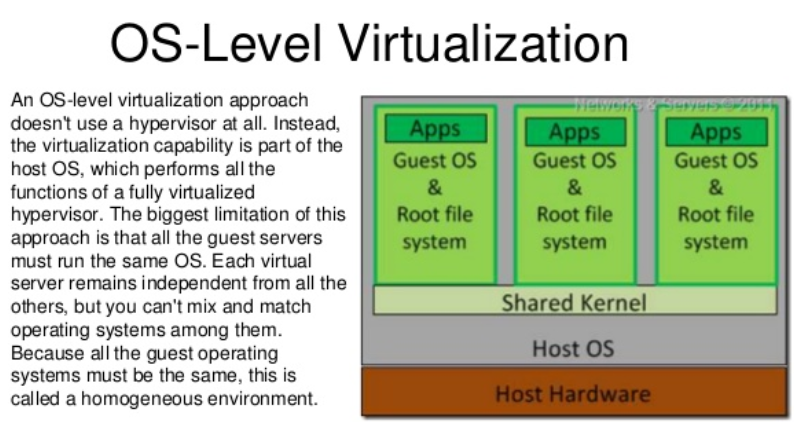 OS-Level Virtualization
An OS-level virtualization approach
doesn't use a hypervisor at all. Instead,
the virtualization capability is part of the
host OS, which performs all the
functions of a fully virtualized
hypervisor. The biggest limitation of this
approach is that all the guest servers
must run the same OS. Each virtual
server remains independent from all the
others, but you can't mix and match
operating systems among them.
Because all the guest operating
systems must be the same, this is
called a homogeneous environment.
Networks & Servers © 2011
Apps
Guest OS
&
Root file
system
Apps
Guest OS
&
Root file
system
Apps
Guest OS
&
Root file
system
Shared Kernel
Host OS
Host Hardware